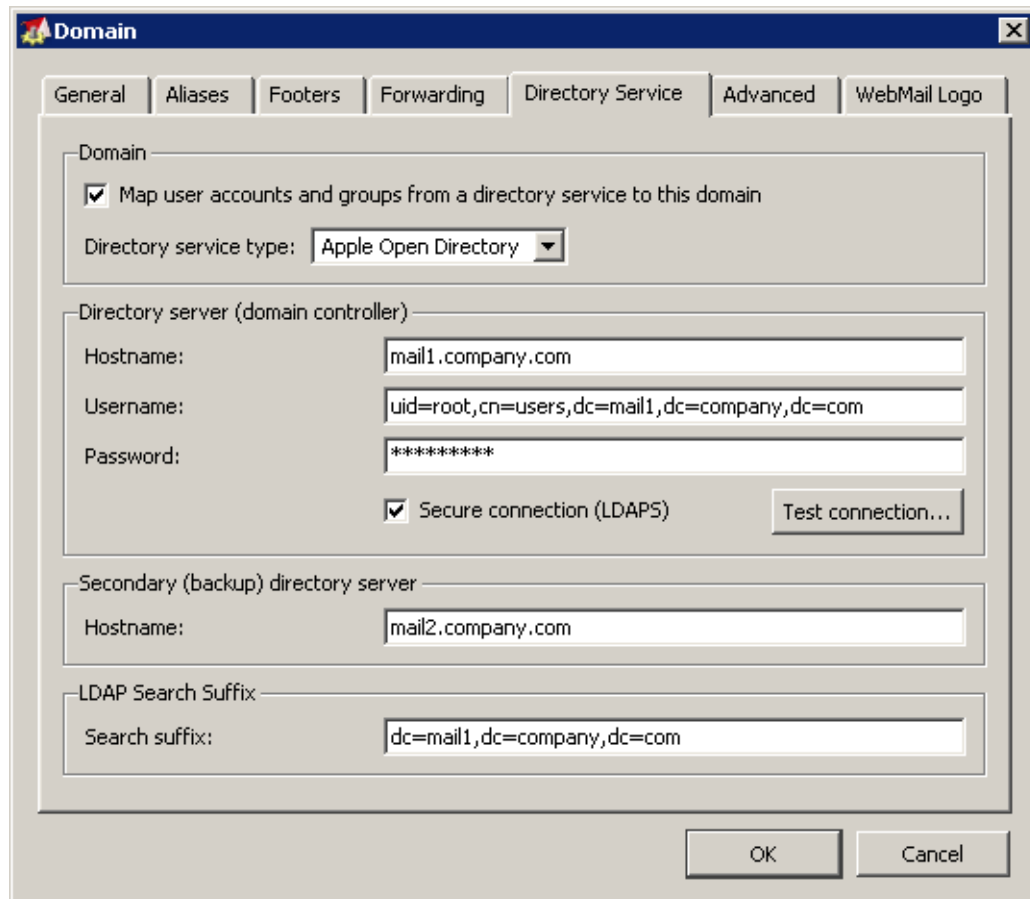 Domain
General Aliases Footers Forwarding Directory Service Advanced WebMail Logo
Domain
Map user accounts and groups from a directory service to this domain
Directory service type: Apple Open Directory
Directory server (domain controller)
Hostname: mail1.company.com
Username: uid=root,cn=users,dc=mail1,dc=company,dc=com
Password: *********
Secure connection (LDAPS) Test connection...
Secondary (backup) directory server
Hostname: mail2.company.com
LDAP Search Suffix
Search suffix: dc=mail1,dc=company,dc=com
OK Cancel